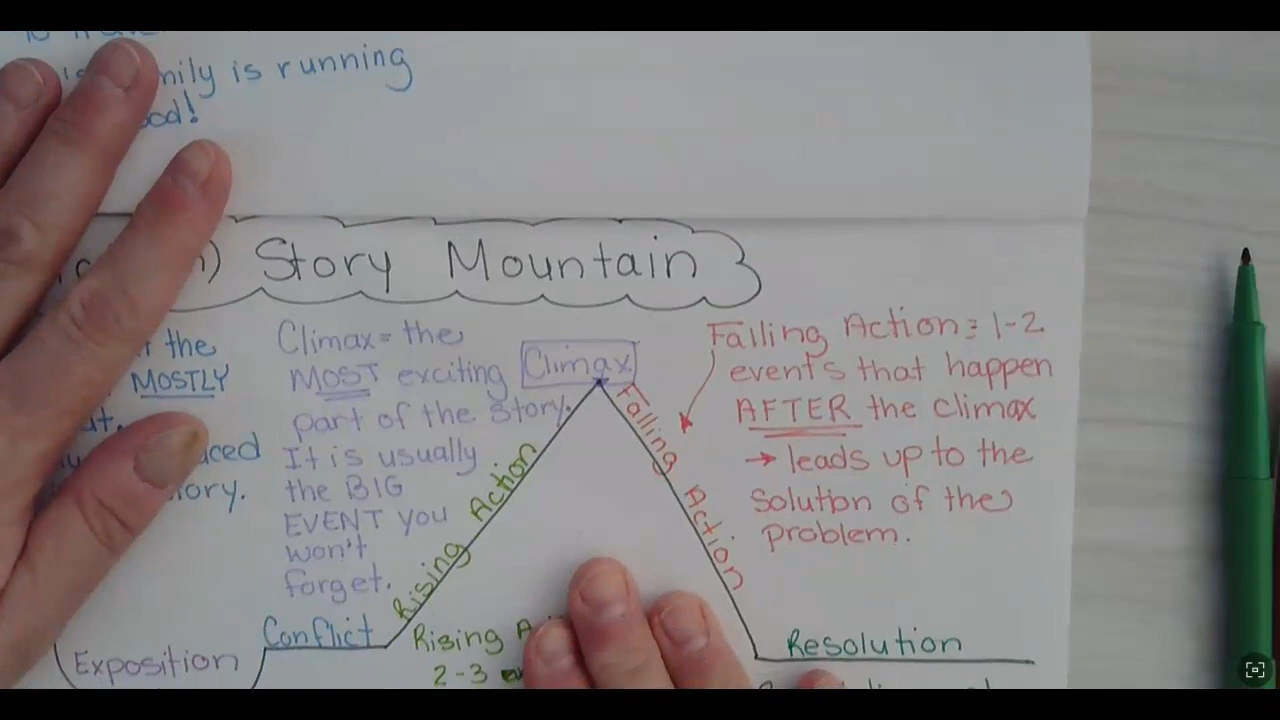 mily is running
ood!
Story Mountain
the
MOSTLY
Climax = the
MOST exciting
part of the story.
It is usually
the BIG
EVENT you
won't
forget.
Climax
Falling Action = 1-2
events that happen
AFTER the climax
→ leads up to the
solution of the
problem.
Rising Action
Falling Action
Exposition
Conflict
Rising
2-3
Resolution